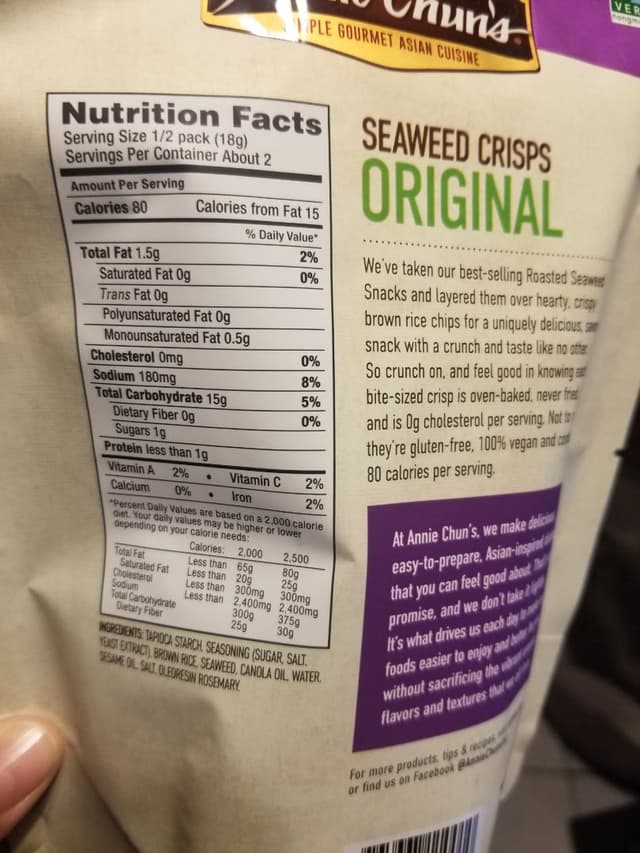 Chun's
PLE GOURMET ASIAN CUISINE
VER
Nutrition Facts
Serving Size 1/2 pack (18g)
Servings Per Container About 2
Amount Per Serving
Calories 80 Calories from Fat 15
% Daily Value*
Total Fat 1.5g 2%
Saturated Fat 0g 0%
Trans Fat 0g
Polyunsaturated Fat 0g
Monounsaturated Fat 0.5g
Cholesterol 0mg 0%
Sodium 180mg 8%
Total Carbohydrate 15g 5%
Dietary Fiber 0g 0%
Sugars 1g
Protein less than 1g
Vitamin A 2% • Vitamin C 2%
Calcium 0% • Iron 2%
*Percent Daily Values are based on a 2,000 calorie
diet. Your daily values may be higher or lower
depending on your calorie needs:
Calories: 2,000 2,500
Total Fat Less than 65g 80g
Saturated Fat Less than 20g 25g
Cholesterol Less than 300mg 300mg
Sodium Less than 2,400mg 2,400mg
Total Carbohydrate 300g 375g
Dietary Fiber 25g 30g
INGREDIENTS: TAPIOCA STARCH, SEASONING (SUGAR, SALT,
YEAST EXTRACT), BROWN RICE, SEAWEED, CANOLA OIL, WATER,
SESAME OIL, SALT, OLEORESIN ROSEMARY.
SEAWEED CRISPS
ORIGINAL
We've taken our best-selling Roasted Seaweed
Snacks and layered them over hearty, crispy
brown rice chips for a uniquely delicious,
snack with a crunch and taste like no other.
So crunch on, and feel good in knowing
bite-sized crisp is oven-baked, never fried
and is 0g cholesterol per serving. Not to
they're gluten-free, 100% vegan and
80 calories per serving.
At Annie Chun's, we make delicious
easy-to-prepare, Asian-inspired
that you can feel good about.
promise, and we don't take it
It's what drives us each day to
foods easier to enjoy and
without sacrificing the
flavors and textures that
For more products, tips & recipes,
or find us on Facebook